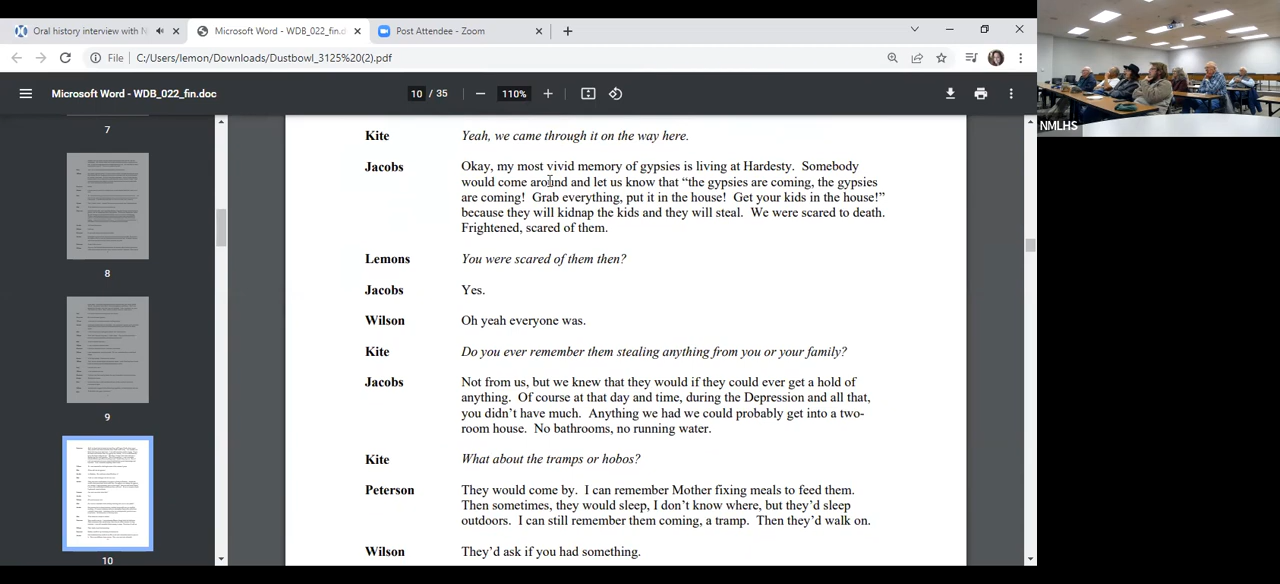 Oral history interview with N
Microsoft Word - WDB_022_fin.d
Post Attendee - Zoom
File
C:/Users/lemon/Downloads/Dustbowl_3125%20(2).pdf
Microsoft Word - WDB_022_fin.doc
10 / 35
110%
NMLHS
7
8
9
10
Kite Yeah, we came through it on the way here.
Jacobs Okay, my most vivid memory of gypsies is living at Hardesty. Somebody
would come around and let us know that “the gypsies are coming, the gypsies
are coming! Grab everything, put it in the house! Get your kids in the house!”
because they will kidnap the kids and they will steal. We were scared to death.
Frightened, scared of them.
Lemons You were scared of them then?
Jacobs Yes.
Wilson Oh yeah everyone was.
Kite Do you ever remember them stealing anything from you or your family?
Jacobs Not from us, but we knew that they would if they could ever get a hold of
anything. Of course at that day and time, during the Depression and all that,
you didn’t have much. Anything we had we could probably get into a two-
room house. No bathrooms, no running water.
Kite What about the tramps or hobos?
Peterson They would come by. I can remember Mother fixing meals to feed them.
Then sometimes, they would sleep, I don’t know where, but they’d sleep
outdoors. I can still remember them coming, a tramp. Then they’d walk on.
Wilson They’d ask if you had something.